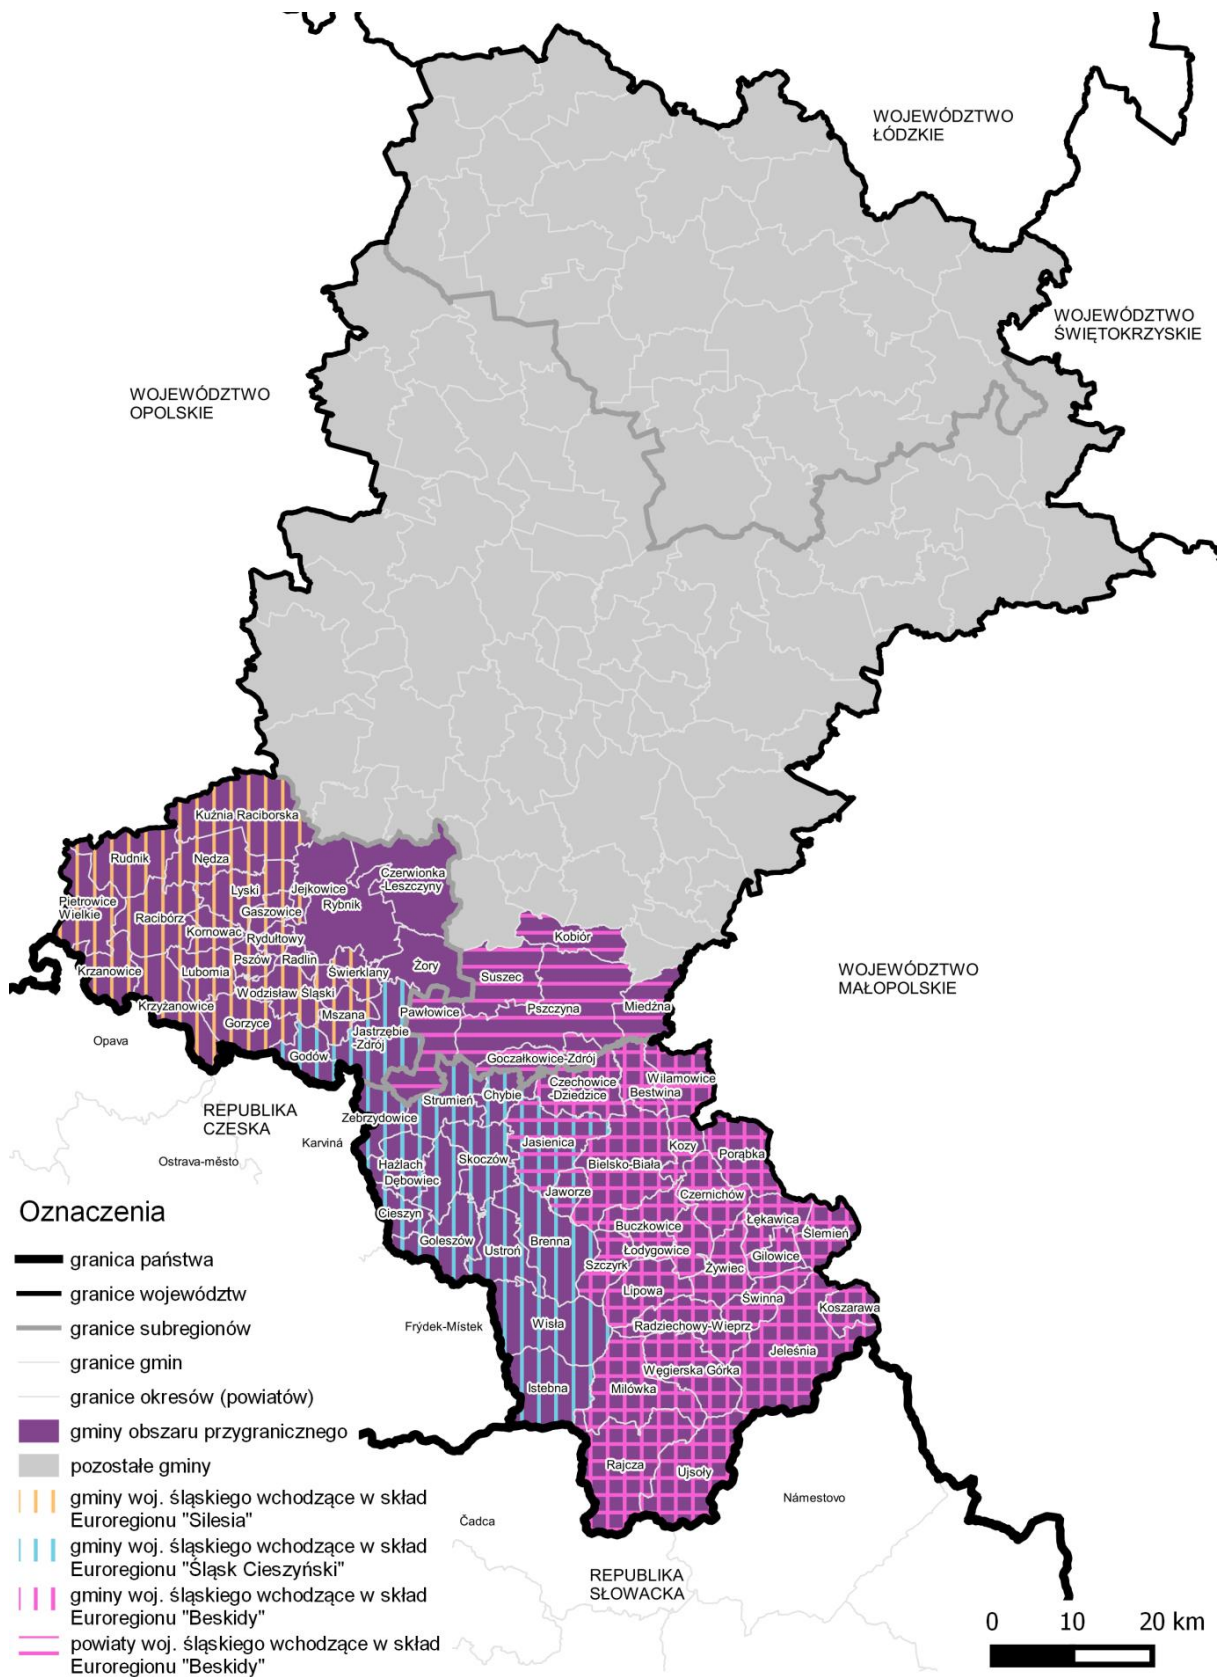 WOJEWÓDZTWO
ŁÓDZKIE
WOJEWÓDZTWO
ŚWIĘTOKRZYSKIE
WOJEWÓDZTWO
OPOLSKIE
Kuźnia Raciborska
Rudnik
Nędza
Czerwionka
-Leszczyny
Lyski
Jejkowice
Pietrowice
Wielkie
Rybnik
Gaszowice
Racibórz
Kornowac
Rydułtowy
Kobiór
Pszów
Radlin
Żory
Krzanowice
Lubomia
Świerklany
Suszec
WOJEWÓDZTWO
MAŁOPOLSKIE
Wodzisław Śląski
Krzyżanowice
Mszana
Pawłowice
Pszczyna
Miedźna
Gorzyce
Jastrzębie
-Zdrój
Opava
Godów
Goczałkowice-Zdrój
Czechowice
-Dziedzice
Wilamowice
Bestwina
Chybie
Strumień
REPUBLIKA
CZESKA
Zebrzydowice
Karviná
Jasienica
Kozy
Porąbka
Ostrava-město
Hażlach
Skoczów
Bielsko-Biała
Dębowiec
Jaworze
Czernichów
Cieszyn
Łękawica
Ślemień
Buczkowice
Goleszów
Ustroń
Brenna
Łodygowice
Gilowice
Szczyrk
Żywiec
Lipowa
Świnna
Koszarawa
Frýdek-Místek
Wisła
Radziechowy-Wieprz
Jeleśnia
Węgierska Górka
Istebna
Milówka
Rajcza
Ujsoły
Námestovo
Čadca
REPUBLIKA
SŁOWACKA
Oznaczenia
granica państwa
granice województw
granice subregionów
granice gmin
granice okresów (powiatów)
gminy obszaru przygranicznego
pozostałe gminy
gminy woj. śląskiego wchodzące w skład
Euroregionu "Silesia"
gminy woj. śląskiego wchodzące w skład
Euroregionu "Śląsk Cieszyński"
gminy woj. śląskiego wchodzące w skład
Euroregionu "Beskidy"
powiaty woj. śląskiego wchodzące w skład
Euroregionu "Beskidy"
0 10 20 km